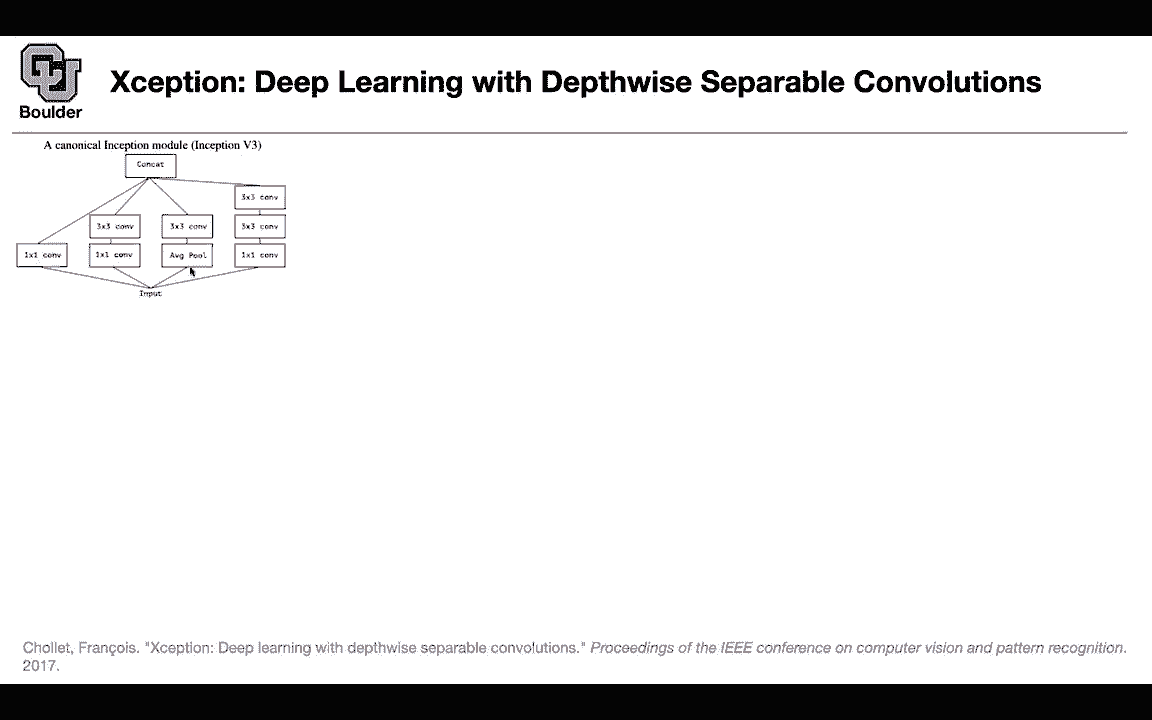 Boulder
Xception: Deep Learning with Depthwise Separable Convolutions
A canonical Inception module (Inception V3)
Concat
3x3 conv
3x3 conv 3x3 conv 3x3 conv
1x1 conv 1x1 conv Avg Pool 1x1 conv
Input
Chollet, François. "Xception: Deep learning with depthwise separable convolutions." Proceedings of the IEEE conference on computer vision and pattern recognition.
2017.